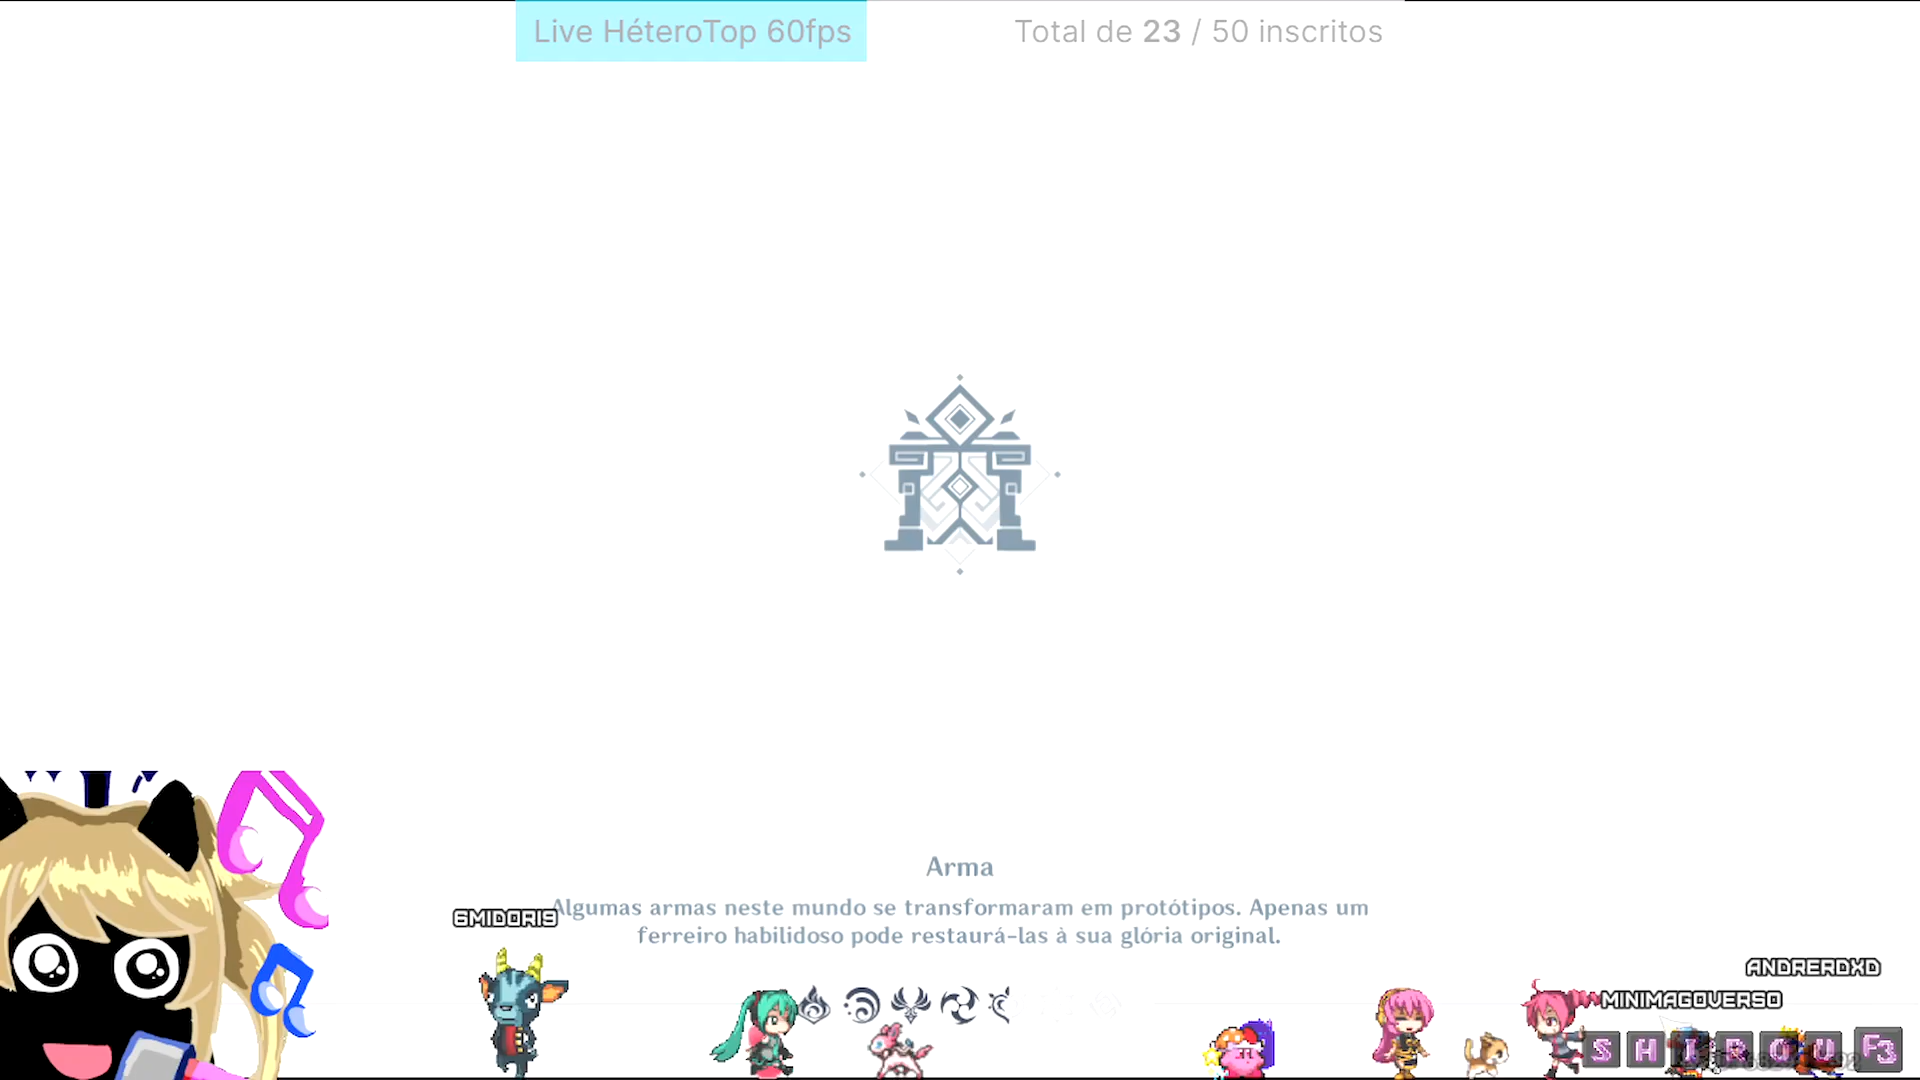 Live HéteroTop 60fps
Total de 23 / 50 inscritos
Arma
Algumas armas neste mundo se transformaram em protótipos. Apenas um
ferreiro habilidoso pode restaurá-las à sua glória original.
6MIDORI9
ANDRERDXD
MINIMAGOVERSO
S H I R O U F3